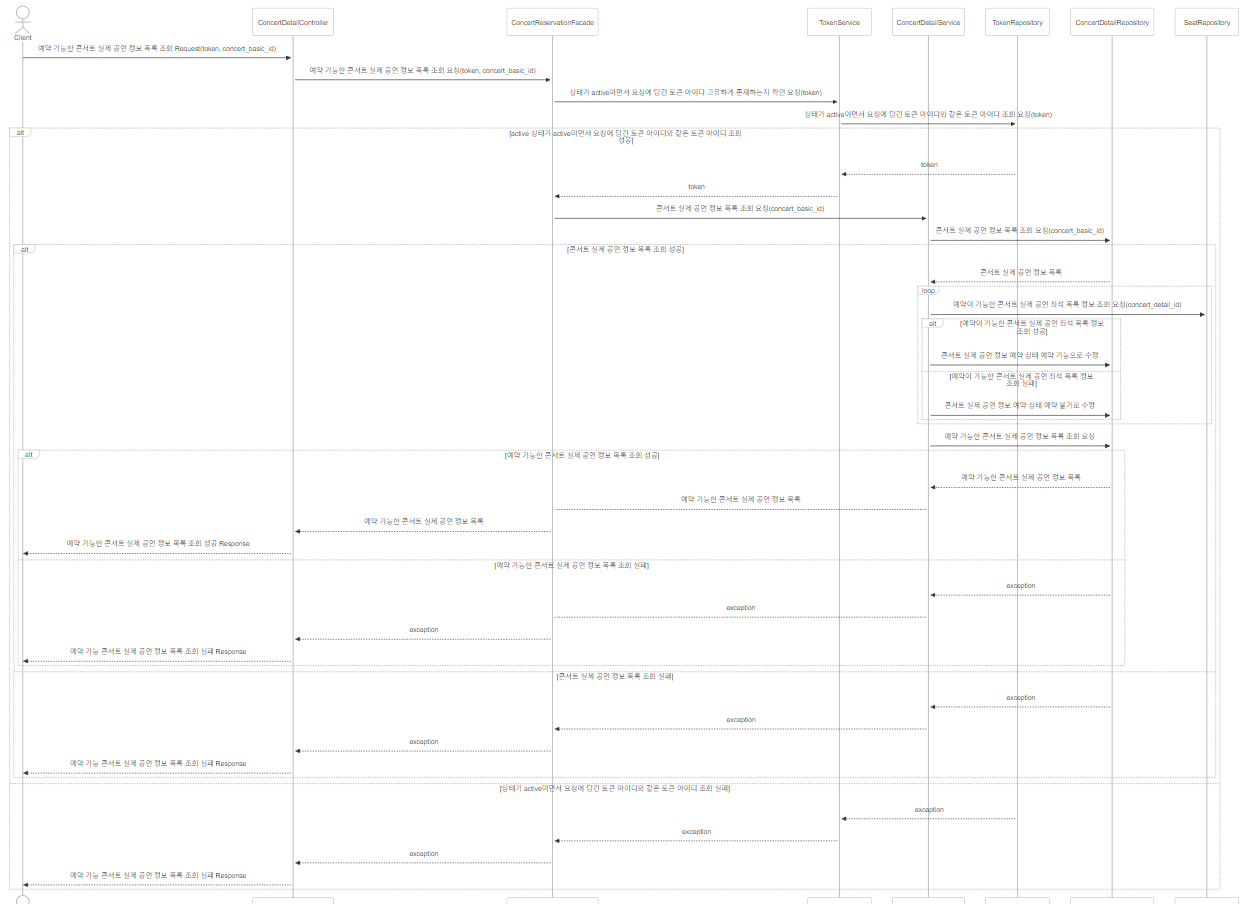 ConcertDetailController
ConcertReservationFacade
TokenService
ConcertDetailService
TokenRepository
ConcertDetailRepository
SeatRepository
Client
예약 가능한 콘서트 실제 공연 정보 목록 조회 Request(token, concert_basic_id)
예약 가능한 콘서트 실제 공연 정보 목록 조회 요청(token, concert_basic_id)
상태가 active이면서 요청에 담긴 토큰 아이디 고유하게 존재하는지 확인 요청(token)
상태가 active이면서 요청에 담긴 토큰 아이디와 같은 토큰 아이디 조회 요청(token)
alt
[active 상태가 active이면서 요청에 담긴 토큰 아이디와 같은 토큰 아이디 조회
성공]
token
token
콘서트 실제 공연 정보 목록 조회 요청(concert_basic_id)
콘서트 실제 공연 정보 목록 조회 요청(concert_basic_id)
alt
[콘서트 실제 공연 정보 목록 조회 성공]
콘서트 실제 공연 정보 목록
loop
예약이 가능한 콘서트 실제 공연 좌석 목록 정보 조회 요청(concert_detail_id)
alt
[예약이 가능한 콘서트 실제 공연 좌석 목록 정보
조회 성공]
콘서트 실제 공연 정보 예약 상태 예약 가능으로 수정
[예약이 가능한 콘서트 실제 공연 좌석 목록 정보
조회 실패]
콘서트 실제 공연 정보 예약 상태 예약 불가로 수정
예약 가능한 콘서트 실제 공연 정보 목록 조회 요청
alt
[예약 가능한 콘서트 실제 공연 정보 목록 조회 성공]
예약 가능한 콘서트 실제 공연 정보 목록
예약 가능한 콘서트 실제 공연 정보 목록
예약 가능한 콘서트 실제 공연 정보 목록
예약 가능한 콘서트 실제 공연 정보 목록 조회 성공 Response
[예약 가능한 콘서트 실제 공연 정보 목록 조회 실패]
exception
exception
exception
예약 가능 콘서트 실제 공연 정보 목록 조회 실패 Response
[콘서트 실제 공연 정보 목록 조회 실패]
exception
exception
exception
예약 가능 콘서트 실제 공연 정보 목록 조회 실패 Response
[상태가 active이면서 요청에 담긴 토큰 아이디와 같은 토큰 아이디 조회 실패]
exception
exception
exception
예약 가능 콘서트 실제 공연 정보 목록 조회 실패 Response